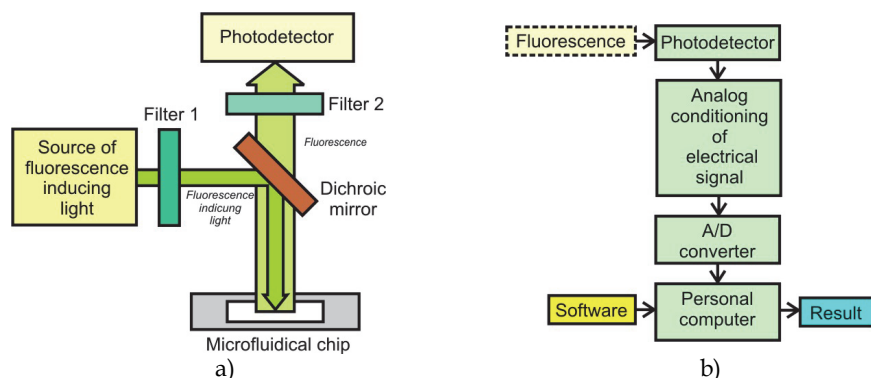 Photodetector
Filter 2
Filter 1
Source of
fluorescence
inducing
light
Fluorescence
Fluorescence
indicung
light
Dichroic
mirror
Microfluidical chip
a)
Fluorescence
Photodetector
Analog
conditioning
of
electrical
signal
A/D
converter
Software
Personal
computer
Result
b)